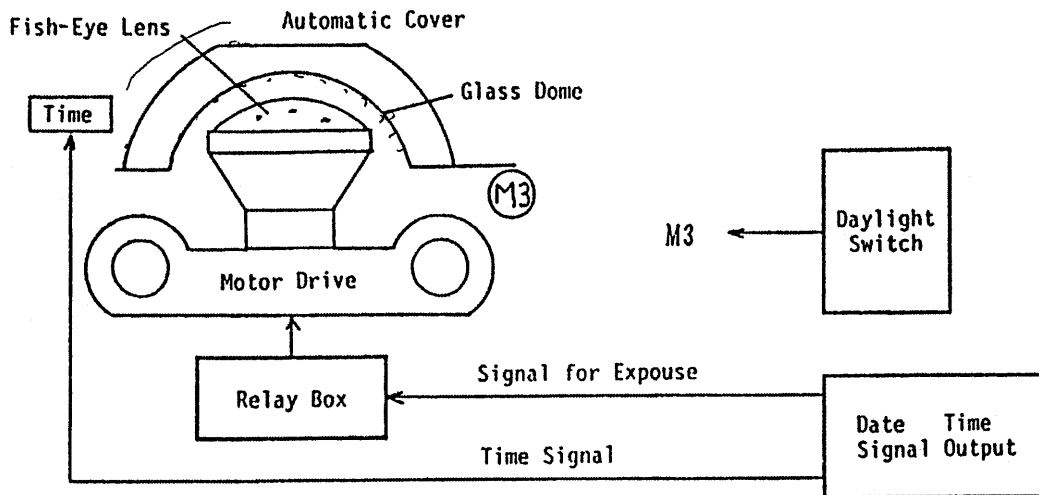 Fish-Eye Lens
Automatic Cover
Time
Glass Dome
M3
M3
Daylight
Switch
Motor Drive
Relay Box
Signal for Expouse
Date Time
Signal Output
Time Signal